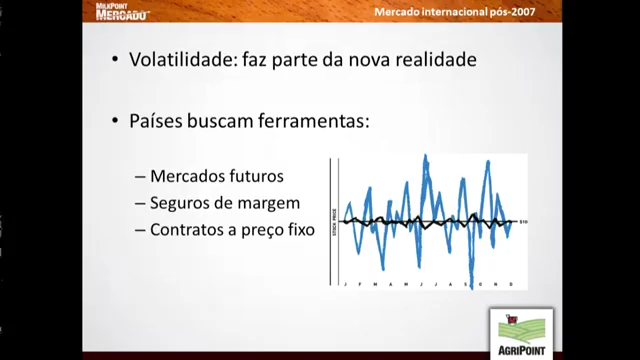 MILKPOINT
MERCADO
Mercado internacional pós-2007
• Volatilidade: faz parte da nova realidade
• Países buscam ferramentas:
– Mercados futuros
– Seguros de margem
– Contratos a preço fixo
STOCK PRICE
$10
J F M A M J J A S O N D
AGRIPOINT